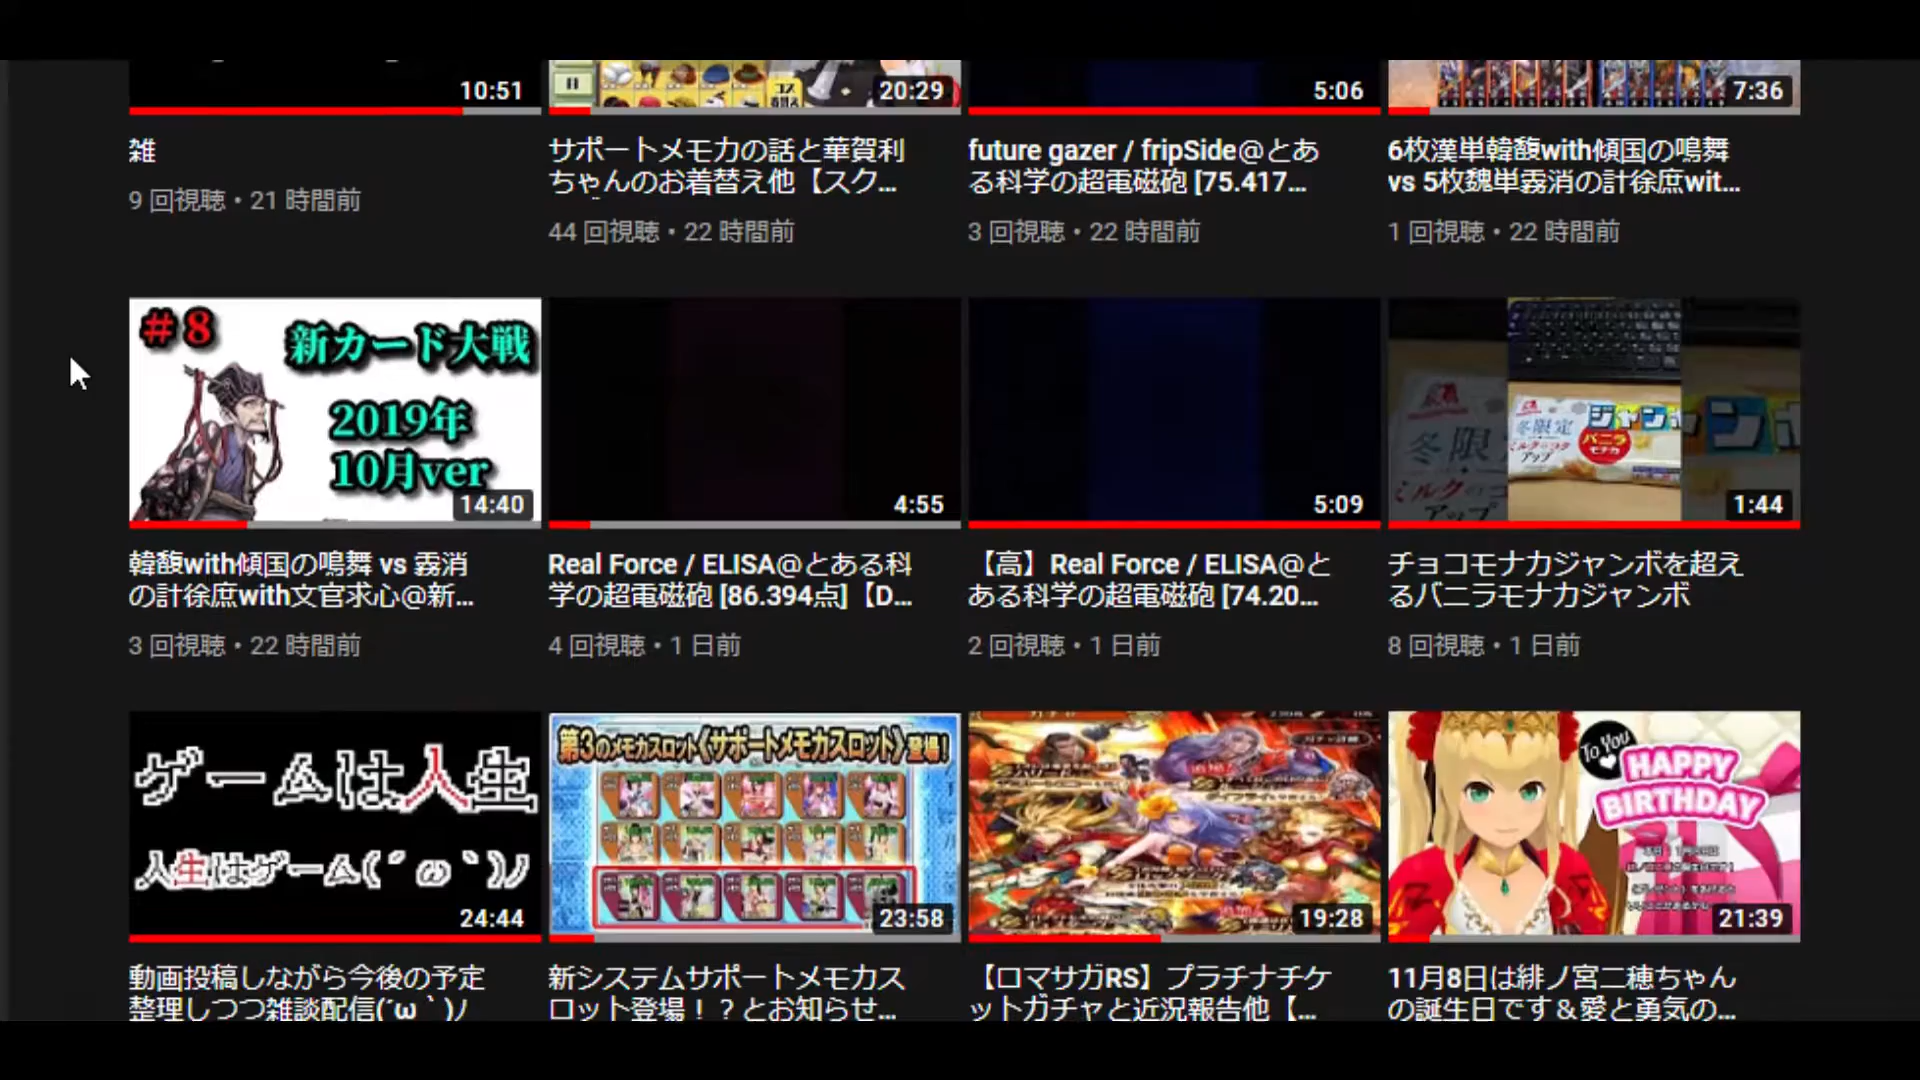 10:51
20:29
5:06
7:36
雑
9 回視聴・21 時間前
サポートメモカの話と華賀利
ちゃんのお着替え他【スク...
44 回視聴・22 時間前
future gazer / fripSide@とあ
る科学の超電磁砲 [75.417...
3 回視聴・22 時間前
6枚漢単韓馥with傾国の鳴舞
vs 5枚魏単霧消の計徐庶wit...
1 回視聴・22 時間前
#8
新カード大戦
2019年
10月ver
14:40
4:55
5:09
冬限定
ジャンボ
バニラ
モナカ
1:44
韓馥with傾国の鳴舞 vs 霧消
の計徐庶with文官求心@新...
3 回視聴・22 時間前
Real Force / ELISA@とある科
学の超電磁砲 [86.394点]【D...
4 回視聴・1 日前
【高】Real Force / ELISA@と
ある科学の超電磁砲 [74.20...
2 回視聴・1 日前
チョコモナカジャンボを超え
るバニラモナカジャンボ
8 回視聴・1 日前
ゲームは人生
人生はゲーム(´ω`)ﾉ
24:44
第3のメモカスロット《サポートメモカスロット》登場!
23:58
19:28
To You
HAPPY
BIRTHDAY
21:39
動画投稿しながら今後の予定
整理しつつ雑談配信(´ω`)ﾉ
新システムサポートメモカス
ロット登場！？とお知らせ...
【ロマサガRS】プラチナチケ
ットガチャと近況報告他【...
11月8日は緋ノ宮二穂ちゃん
の誕生日です＆愛と勇気の...